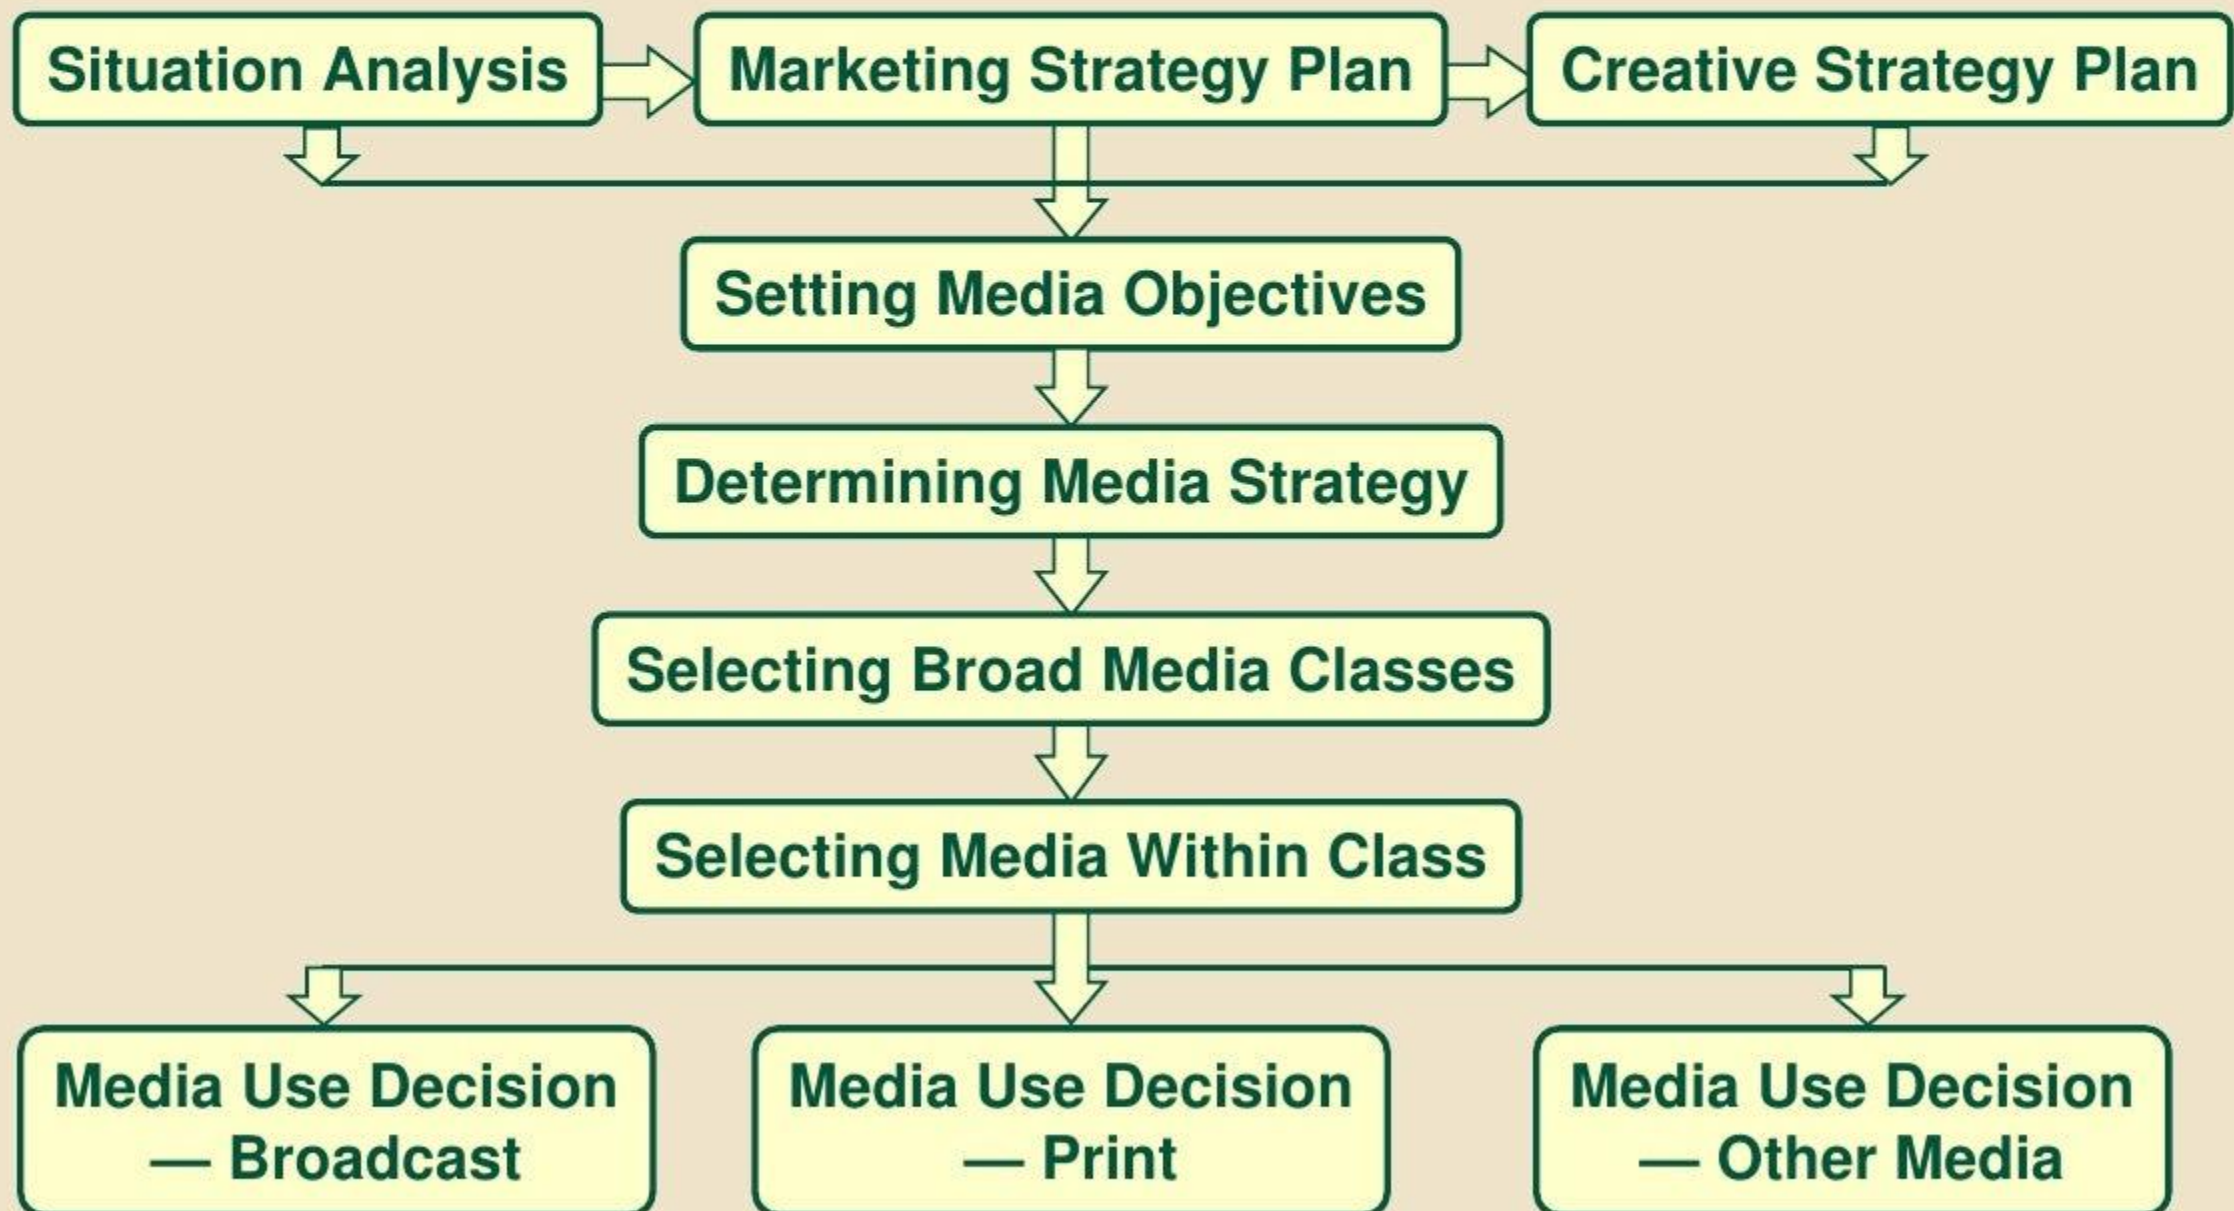 Situation Analysis
Marketing Strategy Plan
Creative Strategy Plan
Setting Media Objectives
Determining Media Strategy
Selecting Broad Media Classes
Selecting Media Within Class
Media Use Decision
— Broadcast
Media Use Decision
— Print
Media Use Decision
— Other Media